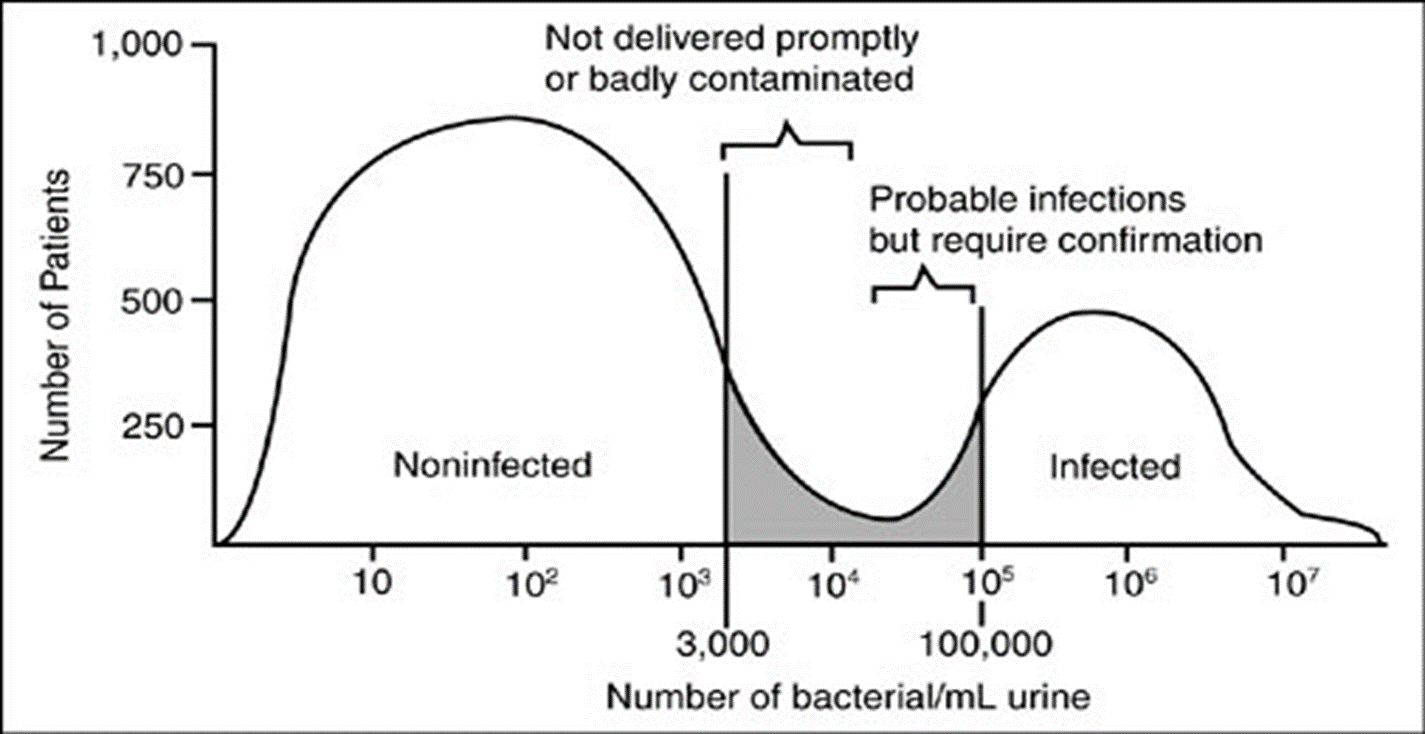 1,000
Not delivered promptly
or badly contaminated
750
Probable infections
but require confirmation
500
250
Number of Patients
Noninfected
Infected
10
10²
10³
10⁴
10⁵
10⁶
10⁷
3,000
100,000
Number of bacterial/mL urine